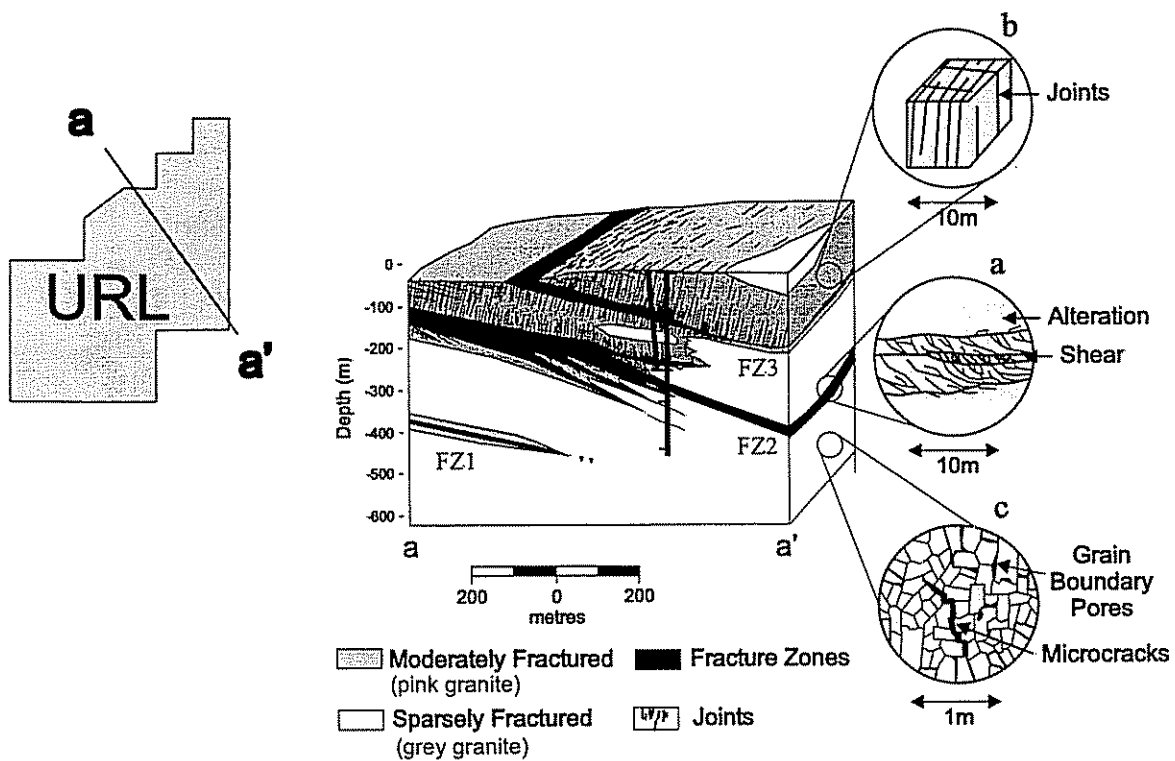 a
URL
a'
b
Joints
10m
a
Alteration
Shear
10m
c
Grain
Boundary
Pores
Microcracks
1m
Depth (m)
0 -
-100 -
-200 -
-300 -
-400 -
-500 -
-600 -
FZ3
FZ2
FZ1
a
a'
200 0 200
metres
Moderately Fractured
(pink granite)
Fracture Zones
Sparsely Fractured
(grey granite)
Joints